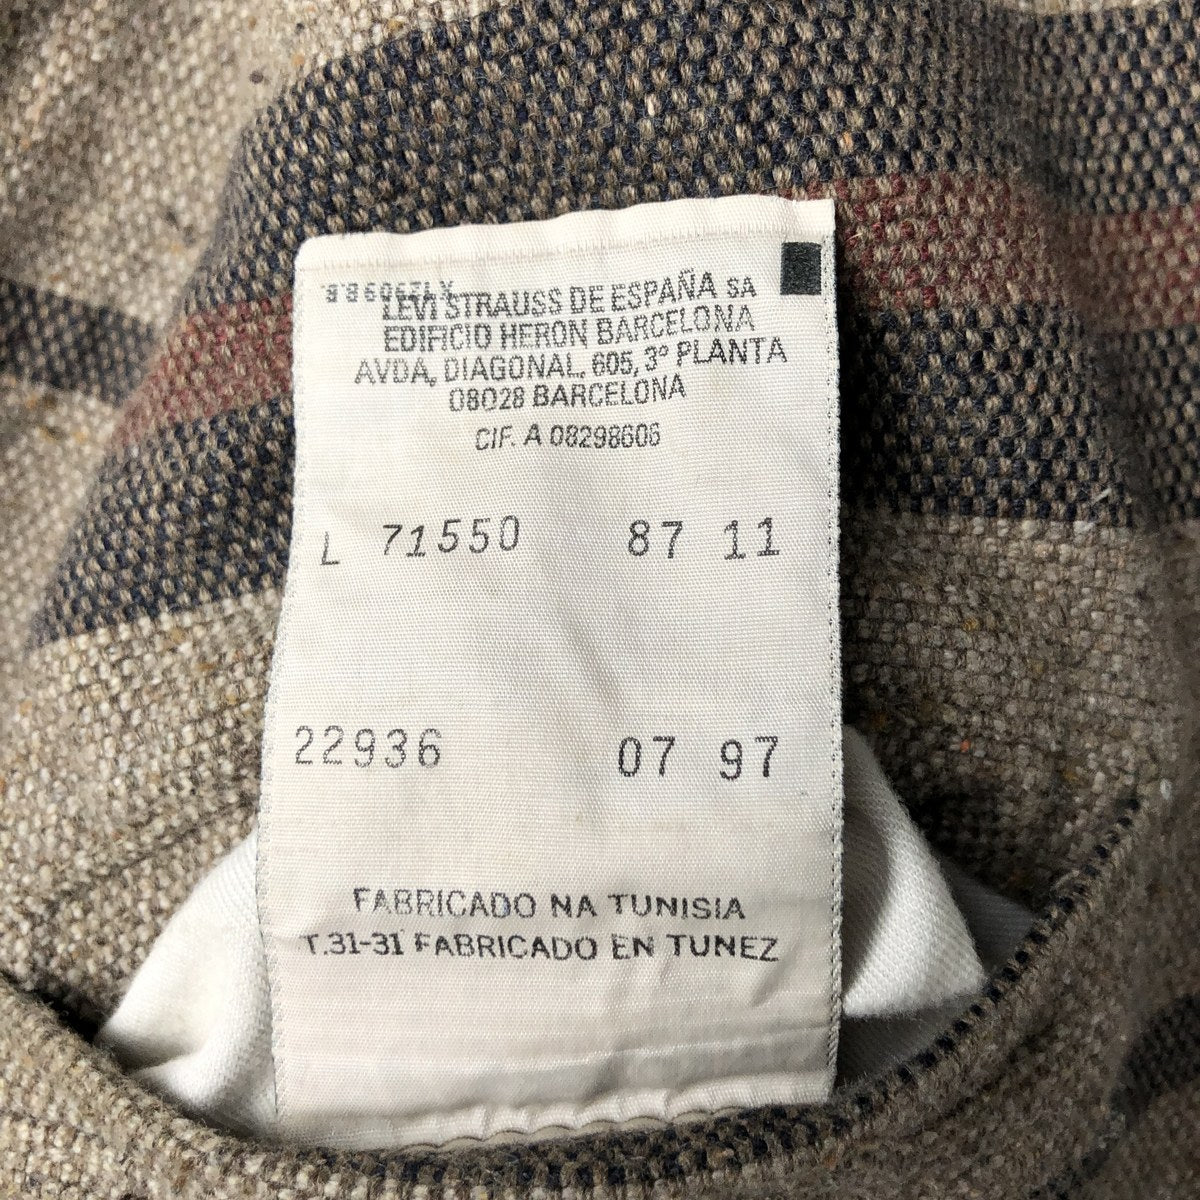 LEVI STRAUSS DE ESPAÑA SA
EDIFICIO HERON BARCELONA
AVDA, DIAGONAL. 605, 3º PLANTA
08028 BARCELONA
CIF. A 08298606
L 71550 87 11
22936 07 97
FABRICADO NA TUNISIA
T.31-31 FABRICADO EN TUNEZ